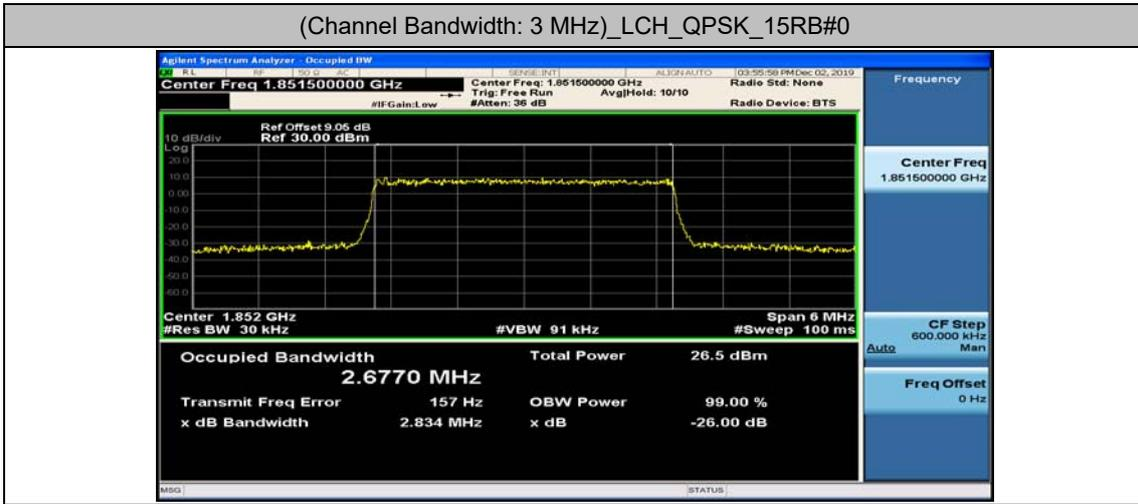 (Channel Bandwidth: 3 MHz)_LCH_QPSK_15RB#0
Agilent Spectrum Analyzer - Occupied BW
RL RF 50 Ω AC SENSE:INT ALIGN AUTO 03:55:58 PM Dec 02, 2019
Center Freq 1.851500000 GHz Center Freq: 1.851500000 GHz Radio Std: None Frequency
Trig: Free Run Avg|Hold: 10/10
#IFGain:Low #Atten: 36 dB Radio Device: BTS
Ref Offset 9.05 dB
10 dB/div Ref 30.00 dBm
Log
20.0
10.0
0.00
-10.0
-20.0
-30.0
-40.0
-50.0
-60.0
Center Freq
1.851500000 GHz
Center 1.852 GHz Span 6 MHz
#Res BW 30 kHz #VBW 91 kHz #Sweep 100 ms
CF Step
600.000 kHz
Auto Man
Occupied Bandwidth Total Power 26.5 dBm
2.6770 MHz
Transmit Freq Error 157 Hz OBW Power 99.00 %
x dB Bandwidth 2.834 MHz x dB -26.00 dB
Freq Offset
0 Hz
MSG STATUS